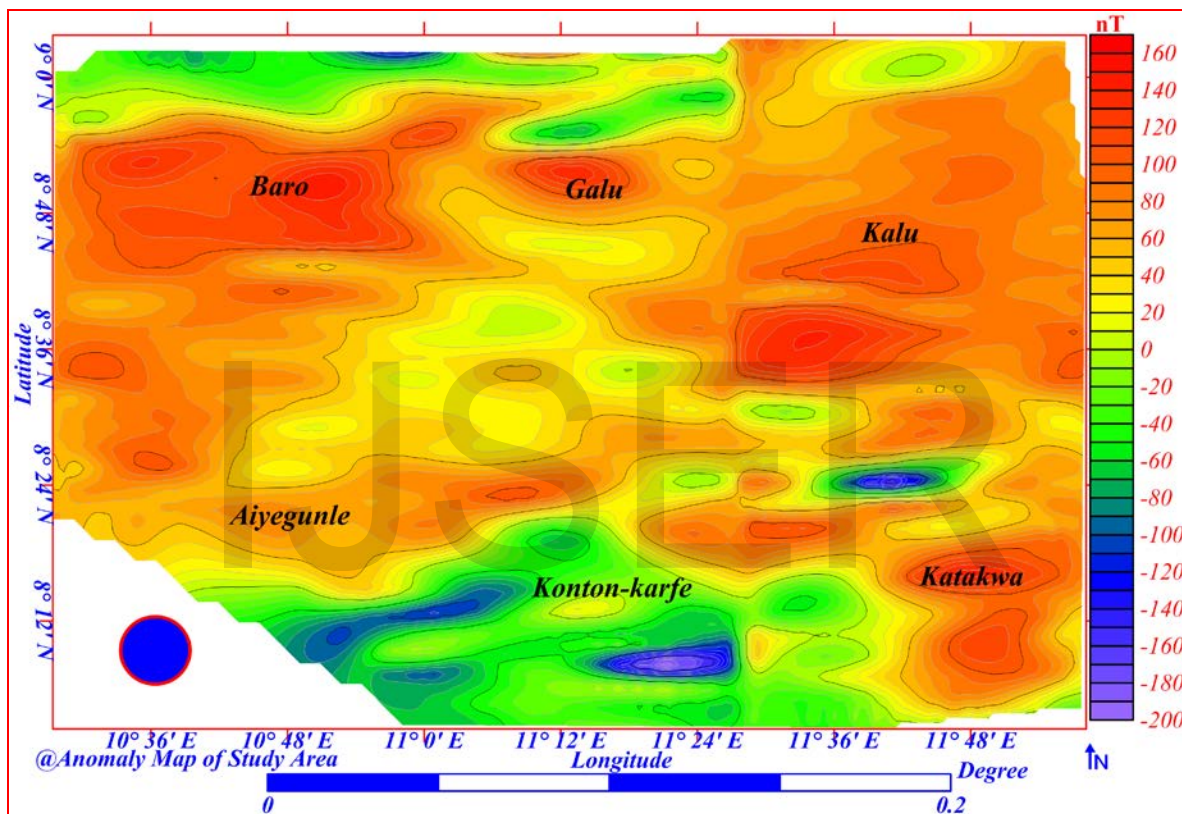 nT
160
140
120
100
80
60
40
20
0
-20
-40
-60
-80
-100
-120
-140
-160
-180
-200
9° 0' N
8° 48' N
8° 36' N
8° 24' N
8° 12' N
Latitude
Baro
Galu
Kalu
Aiyegunle
Konton-karfe
Katakwa
IJSER
10° 36' E 10° 48' E 11° 0' E 11° 12' E 11° 24' E 11° 36' E 11° 48' E
@Anomaly Map of Study Area Longitude Degree
N
0 0.2